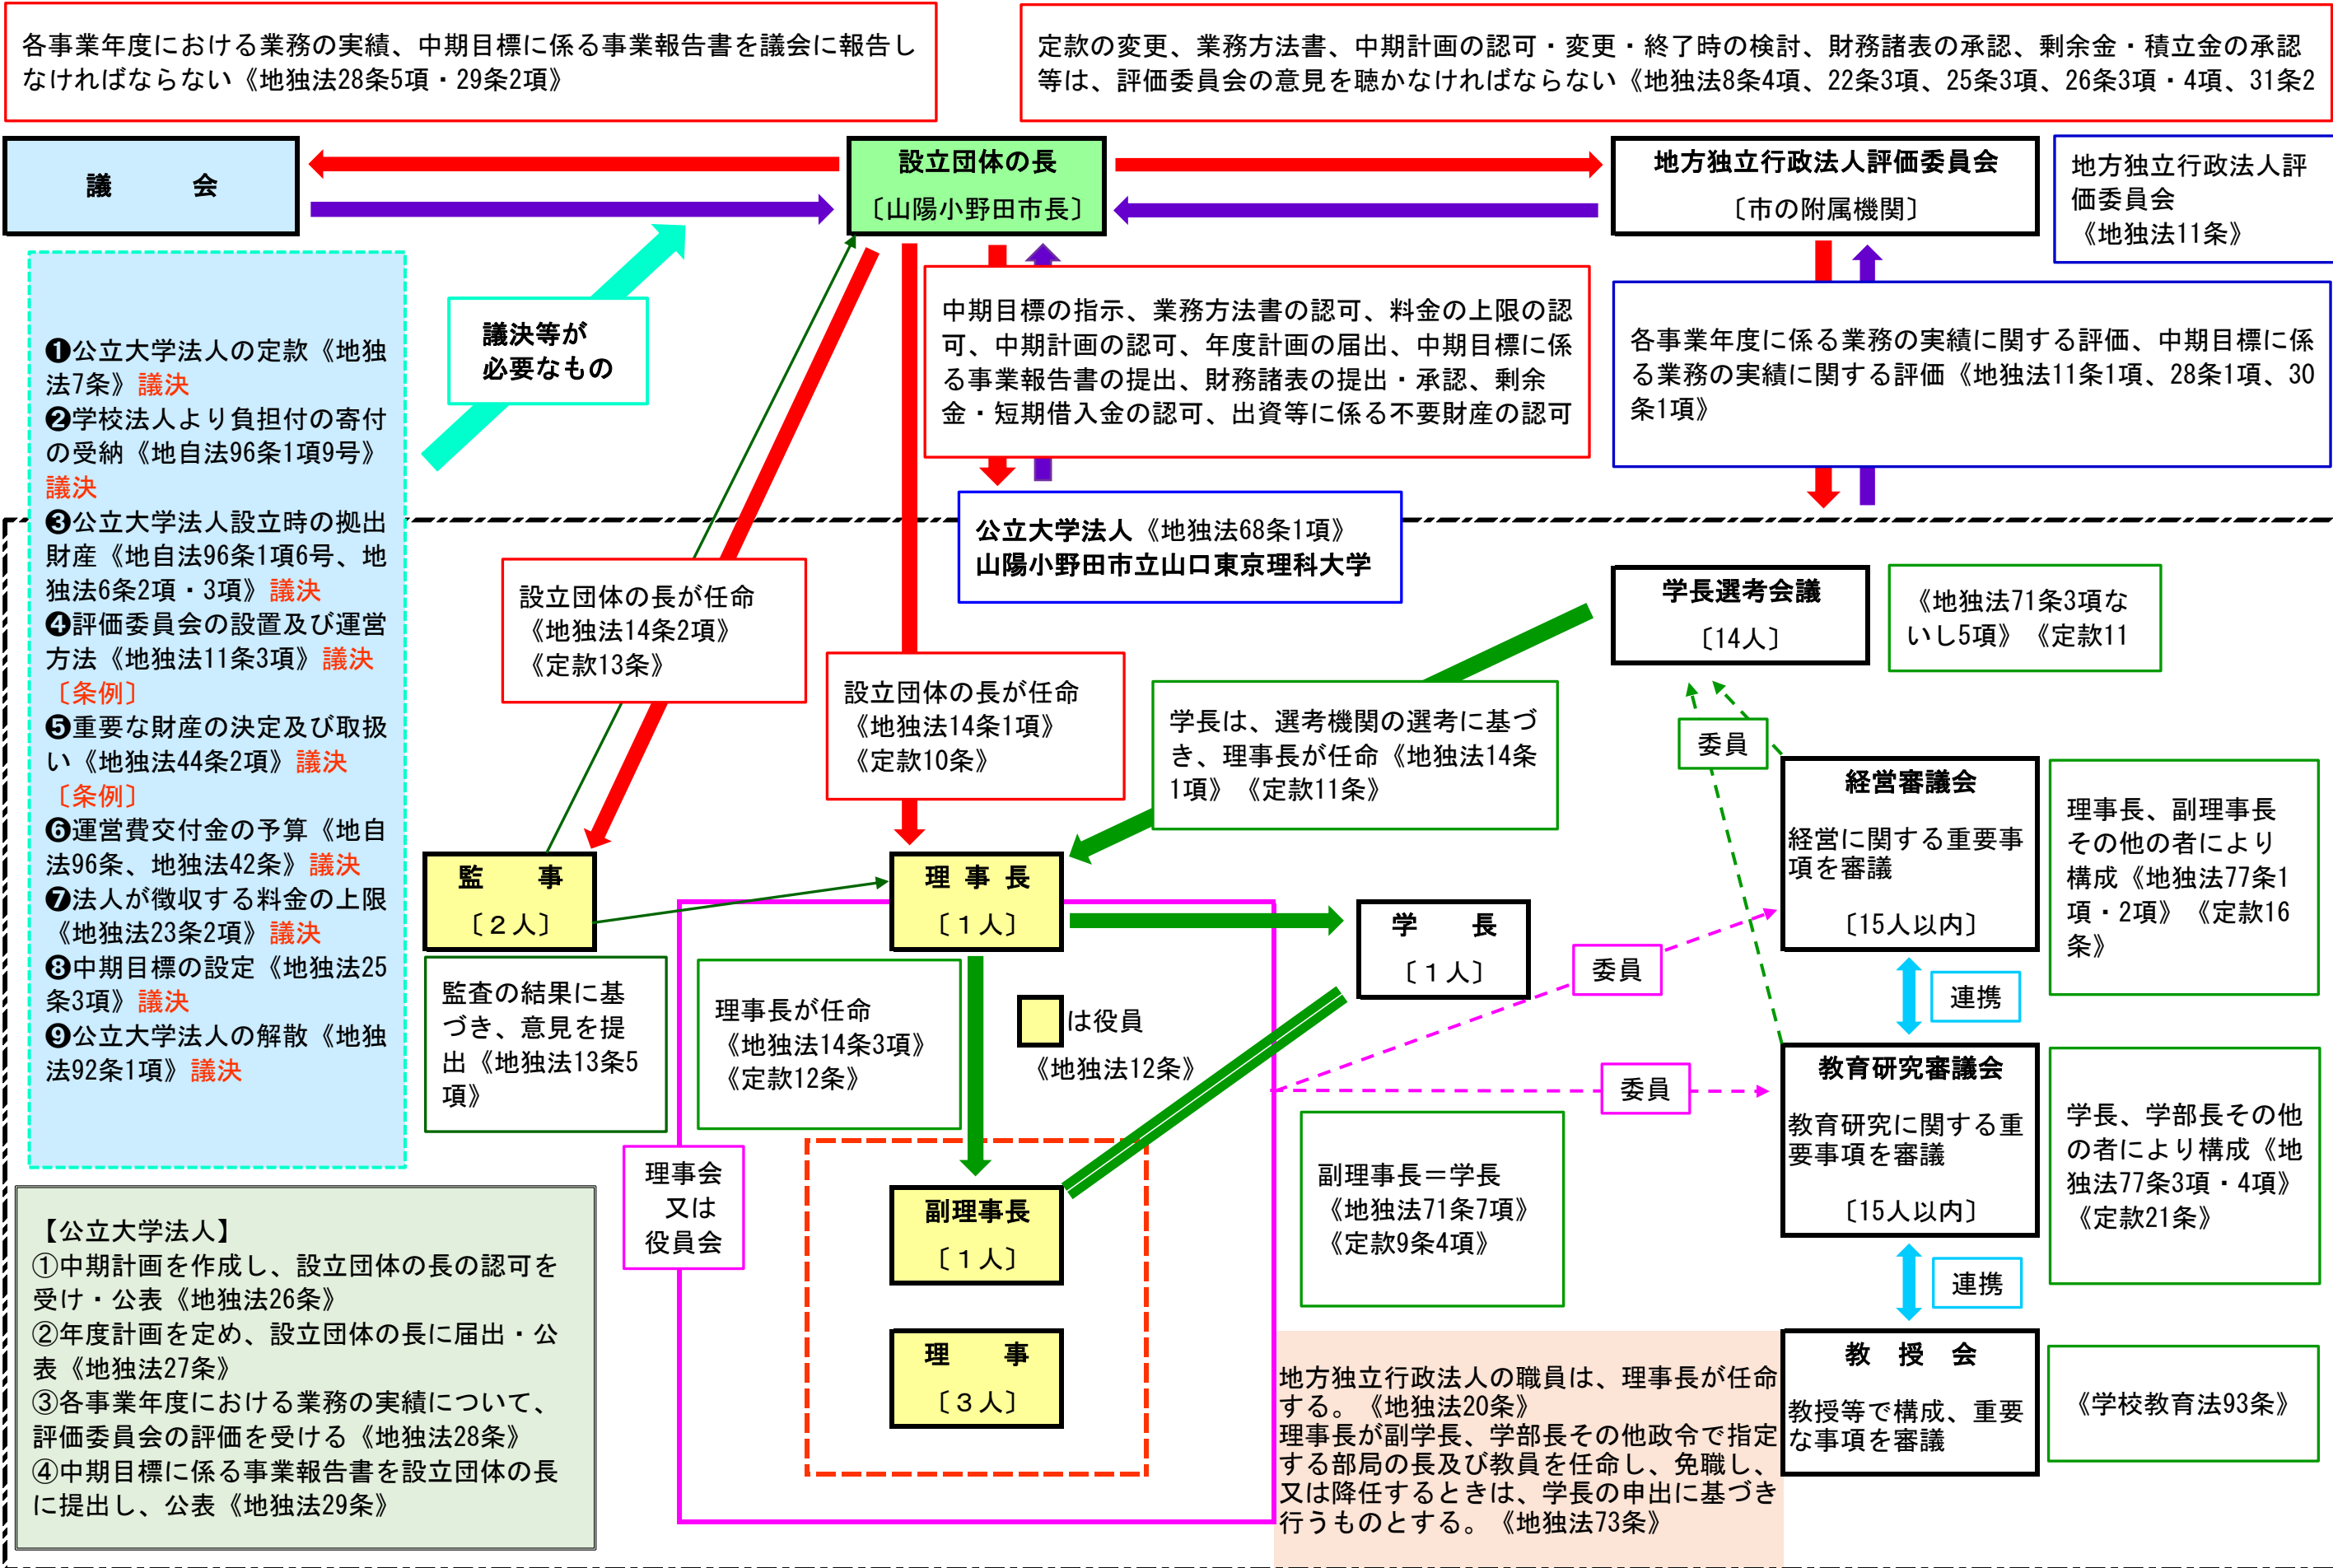 各事業年度における業務の実績、中期目標に係る事業報告書を議会に報告し
なければならない《地独法28条5項・29条2項》
定款の変更、業務方法書、中期計画の認可・変更・終了時の検討、財務諸表の承認、剰余金・積立金の承認
等は、評価委員会の意見を聴かなければならない《地独法8条4項、22条3項、25条3項、26条3項・4項、31条2
議　　会
設立団体の長
〔山陽小野田市長〕
地方独立行政法人評価委員会
〔市の附属機関〕
地方独立行政法人評
価委員会
《地独法11条》
❶公立大学法人の定款《地独
法7条》議決
❷学校法人より負担付の寄付
の受納《地自法96条1項9号》
議決
❸公立大学法人設立時の拠出
財産《地自法96条1項6号、地
独法6条2項・3項》議決
❹評価委員会の設置及び運営
方法《地独法11条3項》議決
〔条例〕
❺重要な財産の決定及び取扱
い《地独法44条2項》議決
〔条例〕
❻運営費交付金の予算《地自
法96条、地独法42条》議決
❼法人が徴収する料金の上限
《地独法23条2項》議決
❽中期目標の設定《地独法25
条3項》議決
❾公立大学法人の解散《地独
法92条1項》議決
議決等が
必要なもの
中期目標の指示、業務方法書の認可、料金の上限の認
可、中期計画の認可、年度計画の届出、中期目標に係
る事業報告書の提出、財務諸表の提出・承認、剰余
金・短期借入金の認可、出資等に係る不要財産の認可
各事業年度に係る業務の実績に関する評価、中期目標に係
る業務の実績に関する評価《地独法11条1項、28条1項、30
条1項》
公立大学法人《地独法68条1項》
山陽小野田市立山口東京理科大学
設立団体の長が任命
《地独法14条2項》
《定款13条》
設立団体の長が任命
《地独法14条1項》
《定款10条》
学長は、選考機関の選考に基づ
き、理事長が任命《地独法14条
1項》《定款11条》
学長選考会議
〔14人〕
《地独法71条3項な
いし5項》《定款11
委員
経営審議会
経営に関する重要事
項を審議
〔15人以内〕
理事長、副理事長
その他の者により
構成《地独法77条1
項・2項》《定款16
条》
監　　事
〔２人〕
理 事 長
〔１人〕
学　　長
〔１人〕
委員
連携
監査の結果に基
づき、意見を提
出《地独法13条5
項》
理事長が任命
《地独法14条3項》
《定款12条》
は役員
《地独法12条》
委員
教育研究審議会
教育研究に関する重
要事項を審議
〔15人以内〕
学長、学部長その他
の者により構成《地
独法77条3項・4項》
《定款21条》
理事会
又は
役員会
副理事長
〔１人〕
副理事長＝学長
《地独法71条7項》
《定款9条4項》
連携
理　　事
〔３人〕
教　授　会
教授等で構成、重要
な事項を審議
《学校教育法93条》
【公立大学法人】
①中期計画を作成し、設立団体の長の認可を
受け・公表《地独法26条》
②年度計画を定め、設立団体の長に届出・公
表《地独法27条》
③各事業年度における業務の実績について、
評価委員会の評価を受ける《地独法28条》
④中期目標に係る事業報告書を設立団体の長
に提出し、公表《地独法29条》
地方独立行政法人の職員は、理事長が任命
する。《地独法20条》
理事長が副学長、学部長その他政令で指定
する部局の長及び教員を任命し、免職し、
又は降任するときは、学長の申出に基づき
行うものとする。《地独法73条》